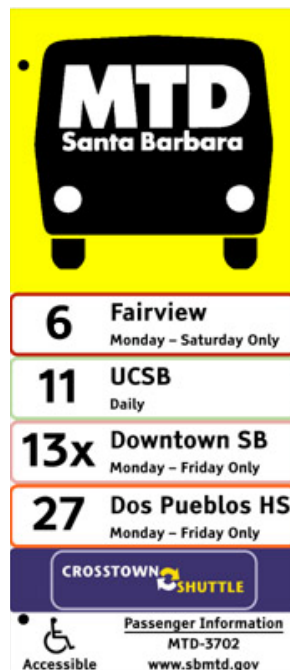 MTD
Santa Barbara
6 Fairview
Monday – Saturday Only
11 UCSB
Daily
13x Downtown SB
Monday – Friday Only
27 Dos Pueblos HS
Monday – Friday Only
CROSSTOWN SHUTTLE
Passenger Information
MTD-3702
Accessible www.sbmtd.gov